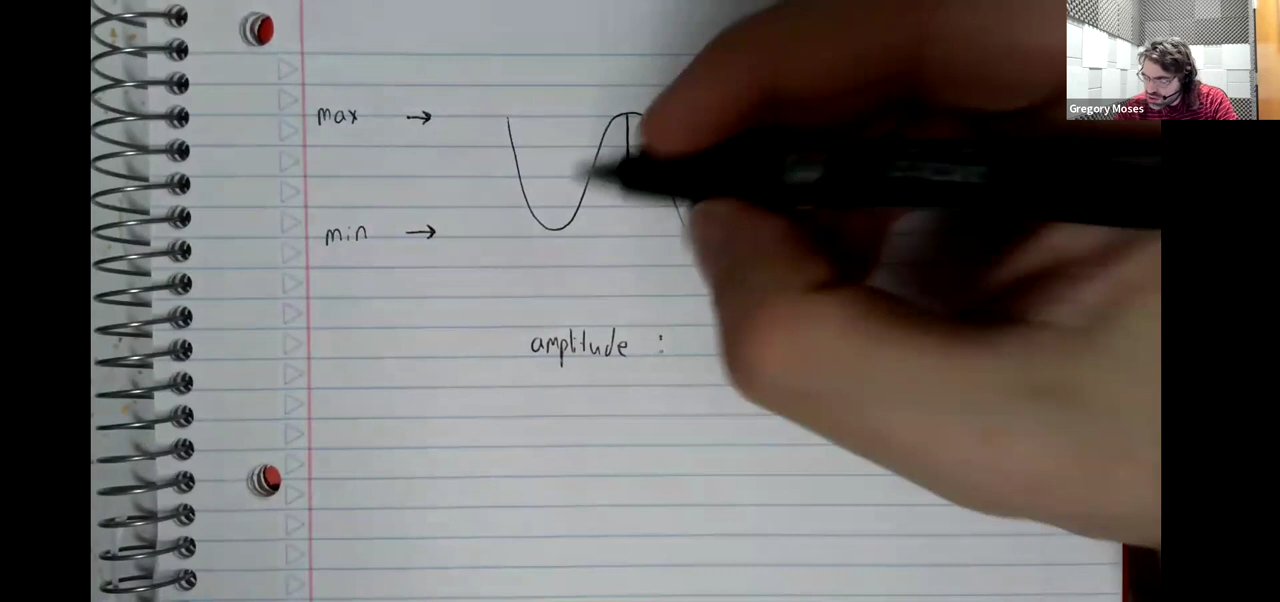 Gregory Moses
max →
min →
amplitude :